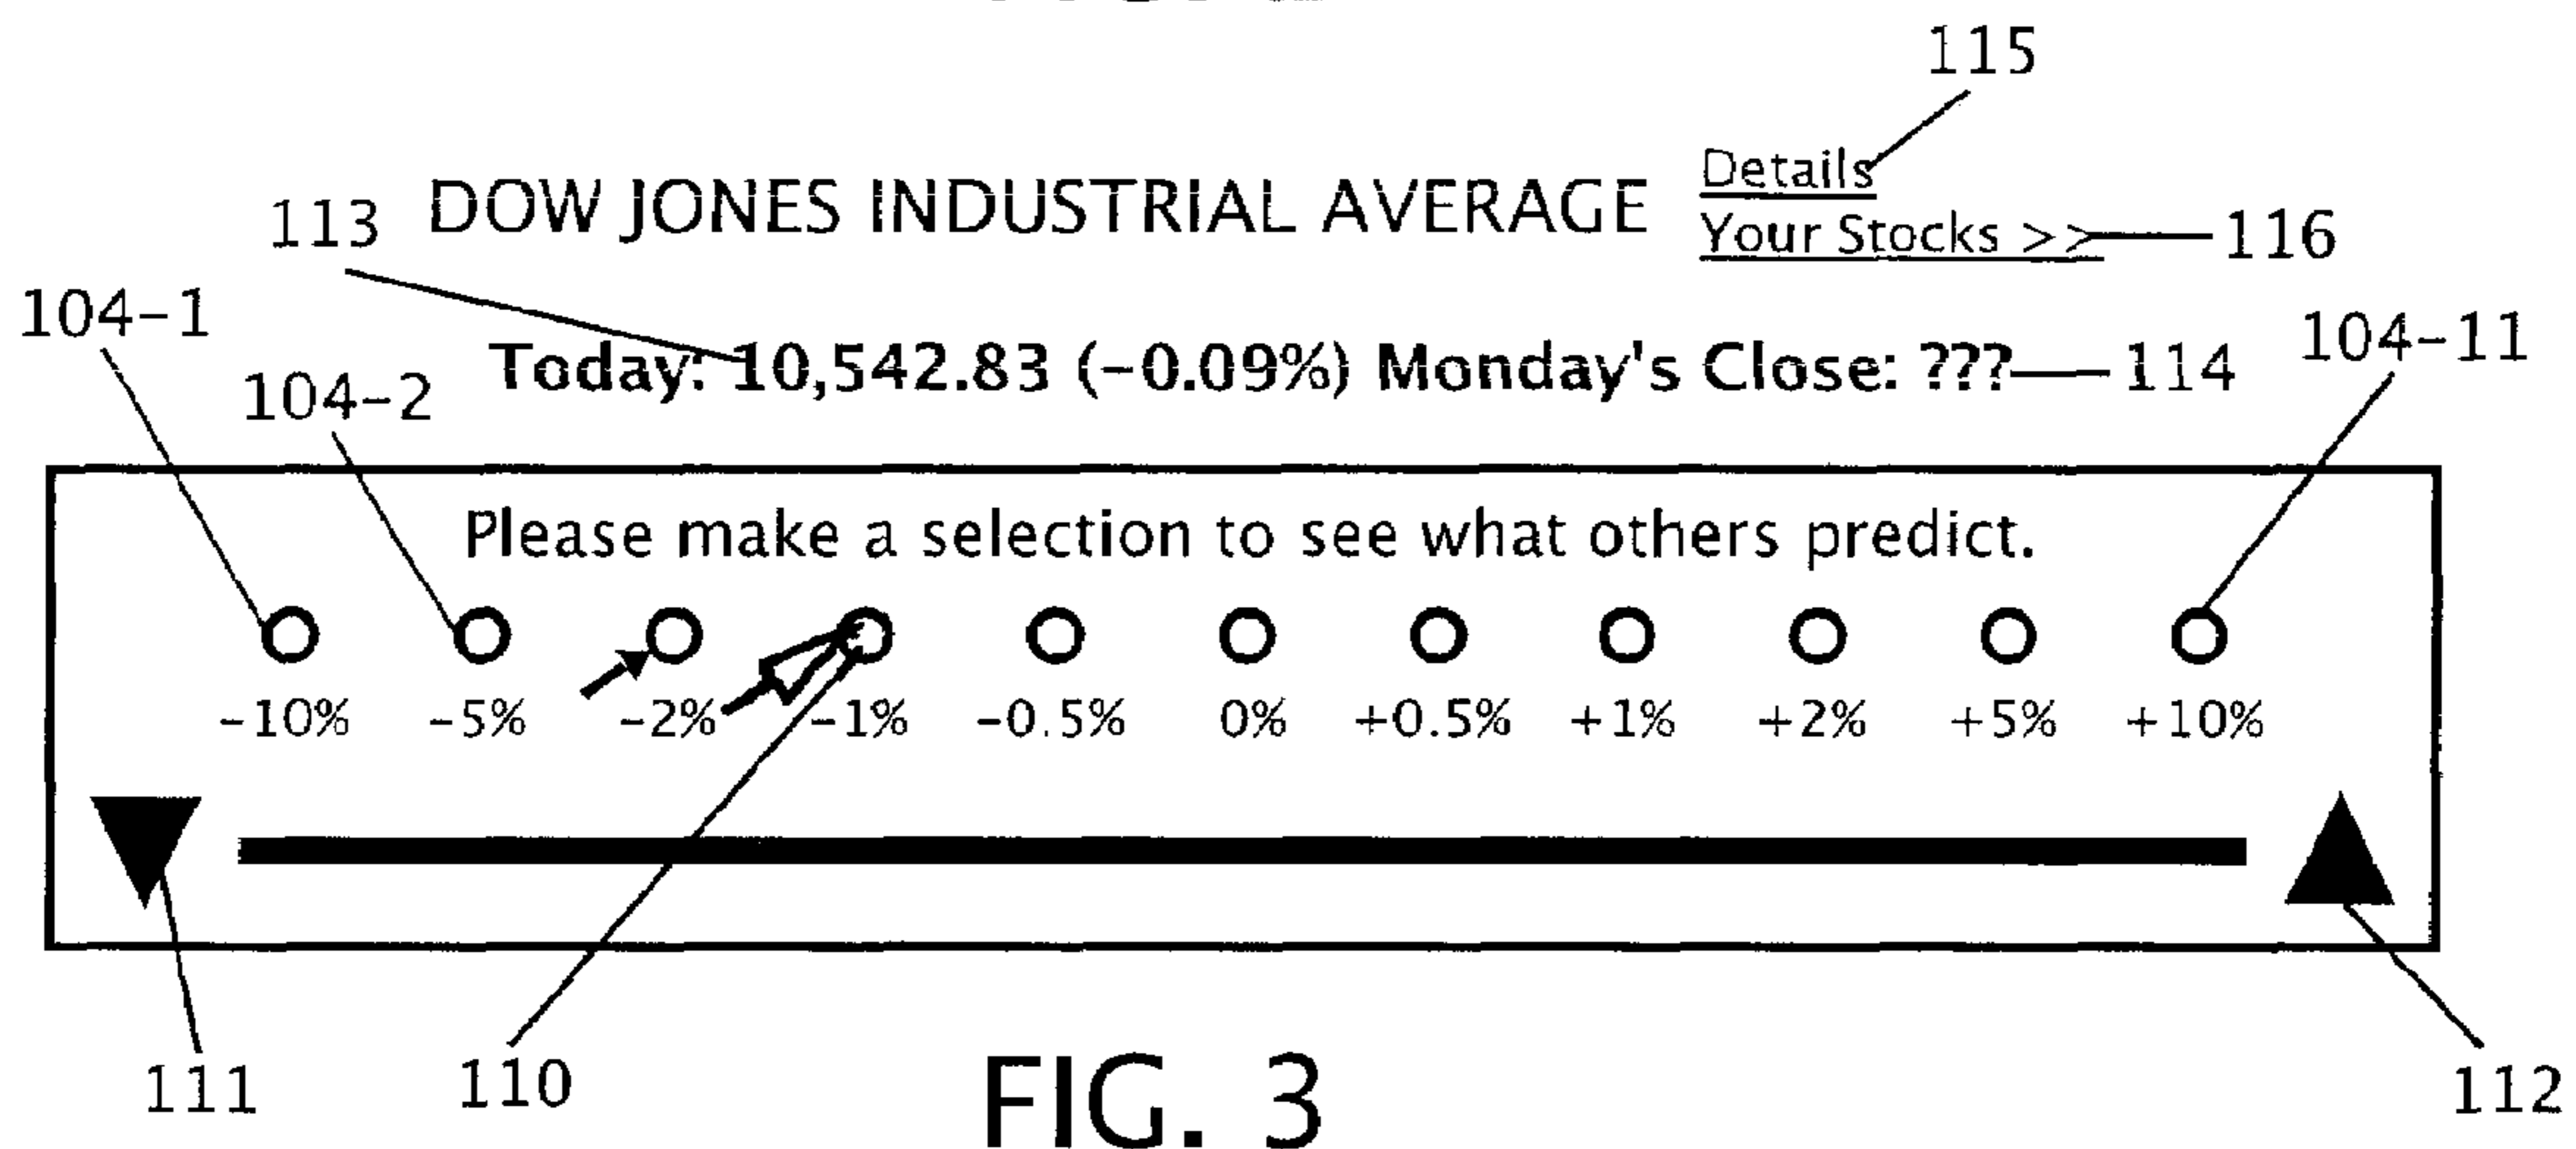 115
Details
113 DOW JONES INDUSTRIAL AVERAGE
Your Stocks >> 116
104-1
104-2
Today: 10,542.83 (-0.09%) Monday's Close: ??? 114
104-11
Please make a selection to see what others predict.
-10% -5% -2% -1% -0.5% 0% +0.5% +1% +2% +5% +10%
111 110 112
FIG. 3